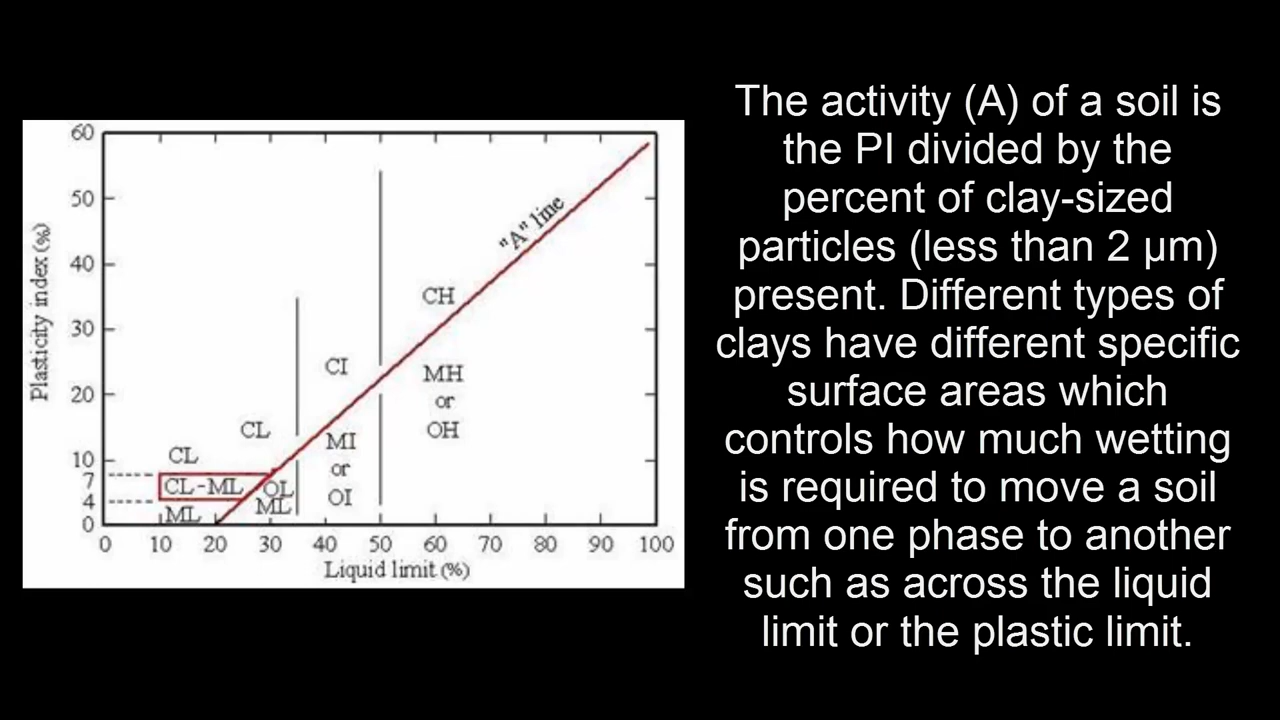 60
50
40
30
20
10
7
4
0
Plasticity index (%)
"A" line
CH
CI
MH
or
OH
CL
MI
or
OI
CL
CL-ML
OL
ML
ML
0 10 20 30 40 50 60 70 80 90 100
Liquid limit (%)
The activity (A) of a soil is
the PI divided by the
percent of clay-sized
particles (less than 2 μm)
present. Different types of
clays have different specific
surface areas which
controls how much wetting
is required to move a soil
from one phase to another
such as across the liquid
limit or the plastic limit.